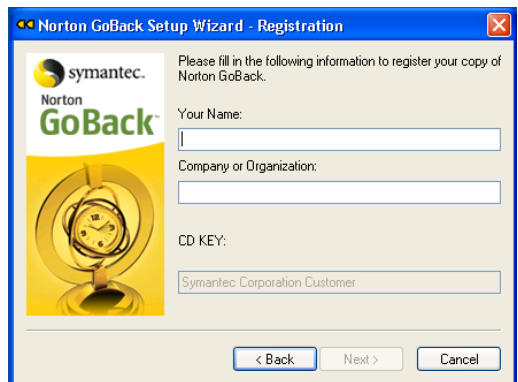 Norton GoBack Setup Wizard - Registration
symantec.
Norton
GoBack
Please fill in the following information to register your copy of
Norton GoBack.
Your Name:
Company or Organization:
CD KEY:
Symantec Corporation Customer
< Back
Next >
Cancel